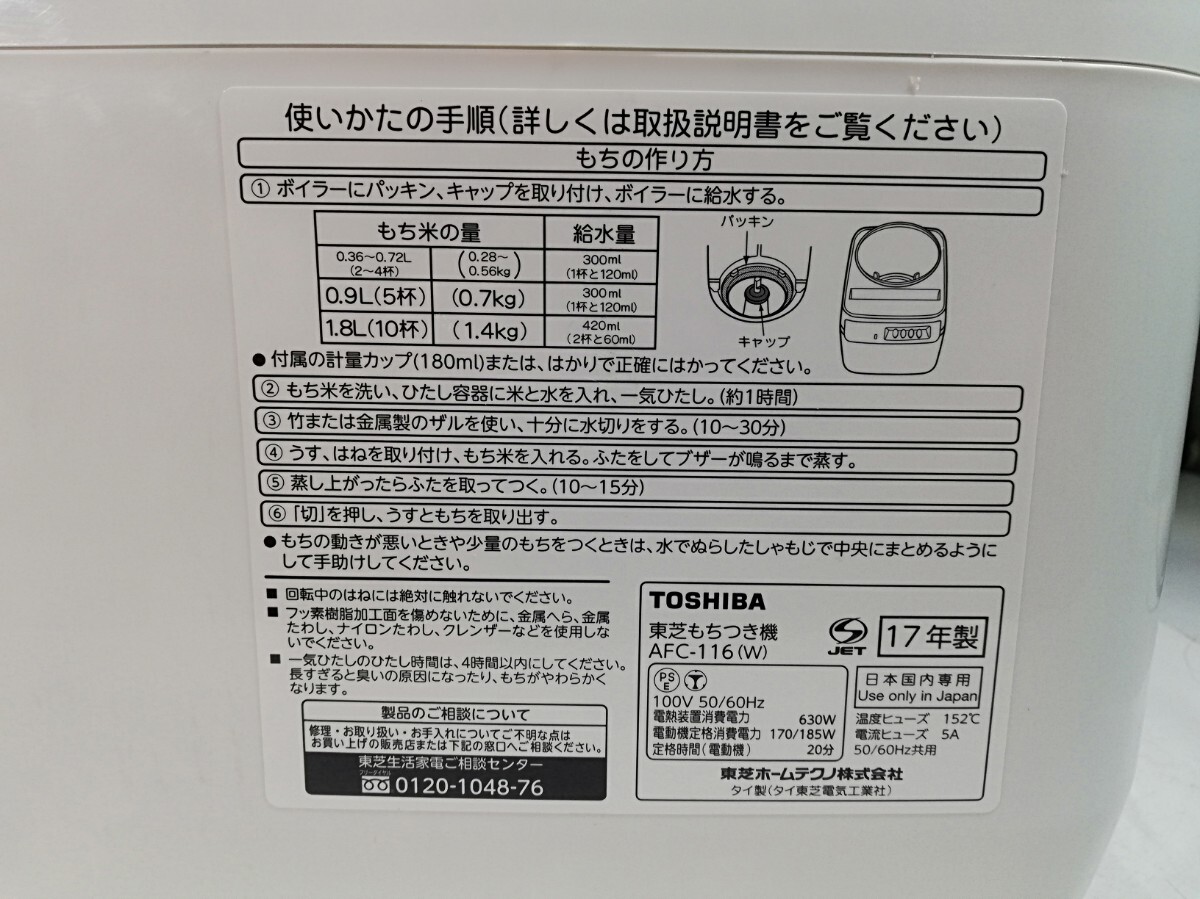 使いかたの手順(詳しくは取扱説明書をご覧ください)
もちの作り方
① ボイラーにパッキン、キャップを取り付け、ボイラーに給水する。
もち米の量 給水量
0.36～0.72L (2～4杯) (0.28～0.56kg) 300ml (1杯と120ml)
0.9L(5杯) (0.7kg) 300ml (1杯と120ml)
1.8L(10杯) (1.4kg) 420ml (2杯と60ml)
パッキン
キャップ
●付属の計量カップ(180ml)または、はかりで正確にはかってください。
② もち米を洗い、ひたし容器に米と水を入れ、一気ひたし。(約1時間)
③ 竹または金属製のザルを使い、十分に水切りをする。(10～30分)
④ うす、はねを取り付け、もち米を入れる。ふたをしてブザーが鳴るまで蒸す。
⑤ 蒸し上がったらふたを取ってつく。(10～15分)
⑥ 「切」を押し、うすともちを取り出す。
●もちの動きが悪いときや少量のもちをつくときは、水でぬらしたしゃもじで中央にまとめるように
して手助けしてください。
■ 回転中のはねには絶対に触れないでください。
■ フッ素樹脂加工面を傷めないために、金属へら、金属
たわし、ナイロンたわし、クレンザーなどを使用しな
いでください。
■ 一気ひたしのひたし時間は、4時間以内にしてください。
長すぎると臭いの原因になったり、もちがやわらかく
なります。
製品のご相談について
修理・お取り扱い・お手入れについてご不明な点は
お買い上げの販売店または下記の窓口へご相談ください。
東芝生活家電ご相談センター
フリーダイヤル
0120-1048-76
TOSHIBA
東芝もちつき機
AFC-116(W)
JET
17年製
PS
E
100V 50/60Hz
電熱装置消費電力 630W
電動機定格消費電力 170/185W
定格時間(電動機) 20分
日本国内専用
Use only in Japan
温度ヒューズ 152℃
電流ヒューズ 5A
50/60Hz共用
東芝ホームテクノ株式会社
タイ製(タイ東芝電気工業社)